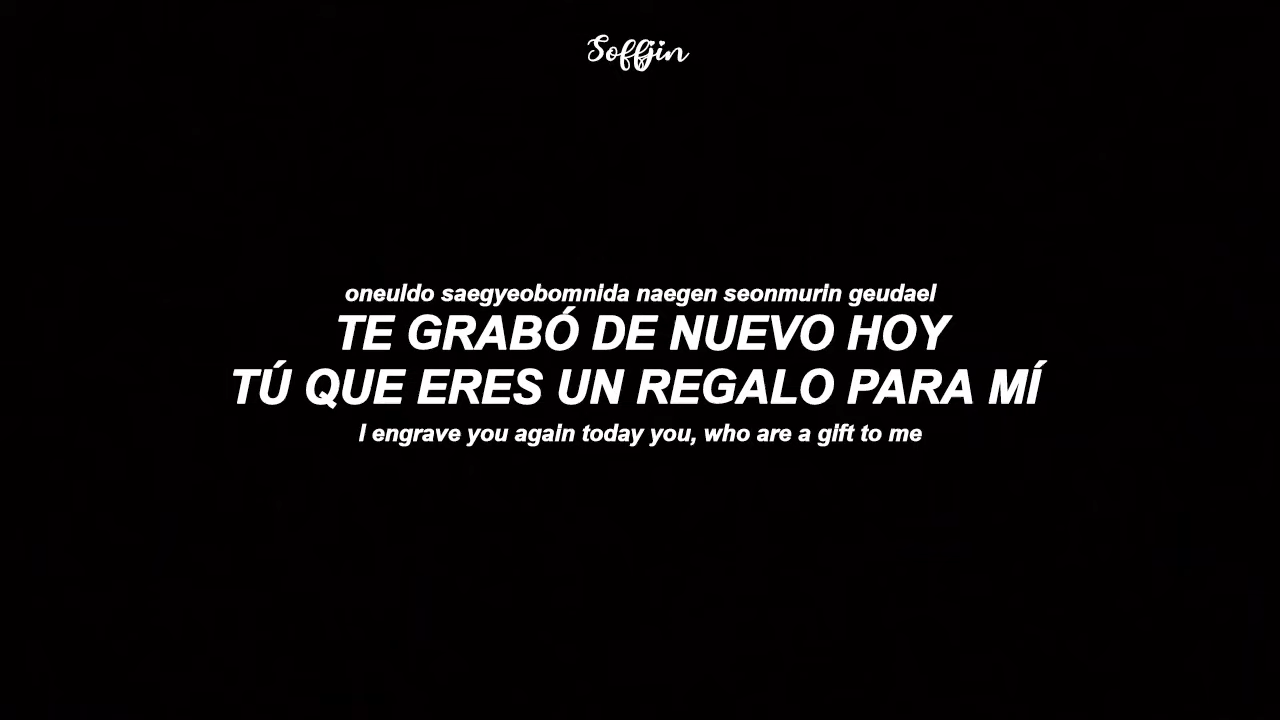 Soffjin
oneuldo saegyeobomnida naegen seonmurin geudael
TE GRABÓ DE NUEVO HOY
TÚ QUE ERES UN REGALO PARA MÍ
I engrave you again today you, who are a gift to me